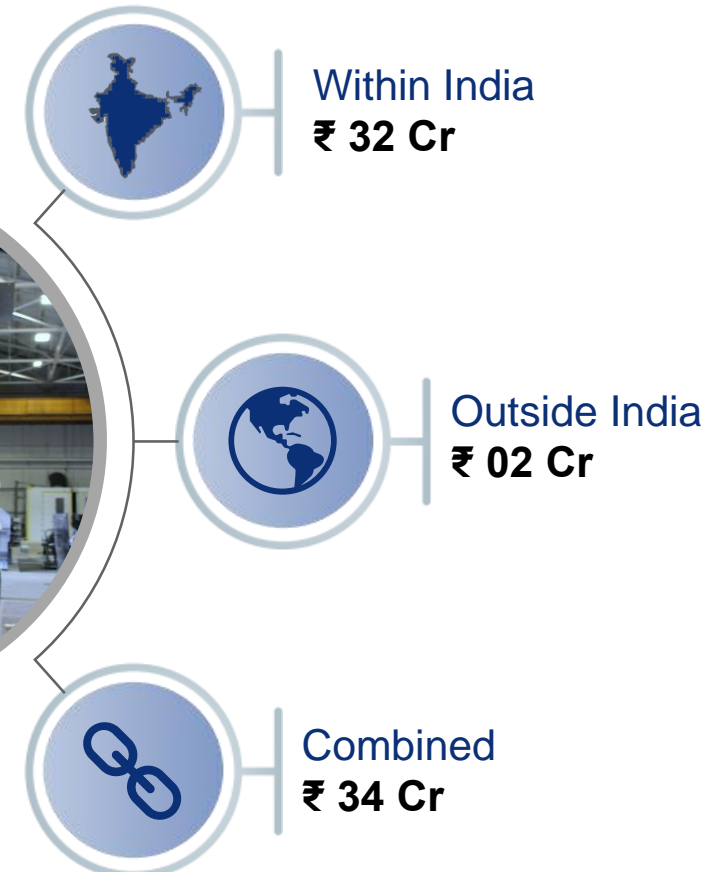 Within India
₹ 32 Cr
Outside India
₹ 02 Cr
Combined
₹ 34 Cr